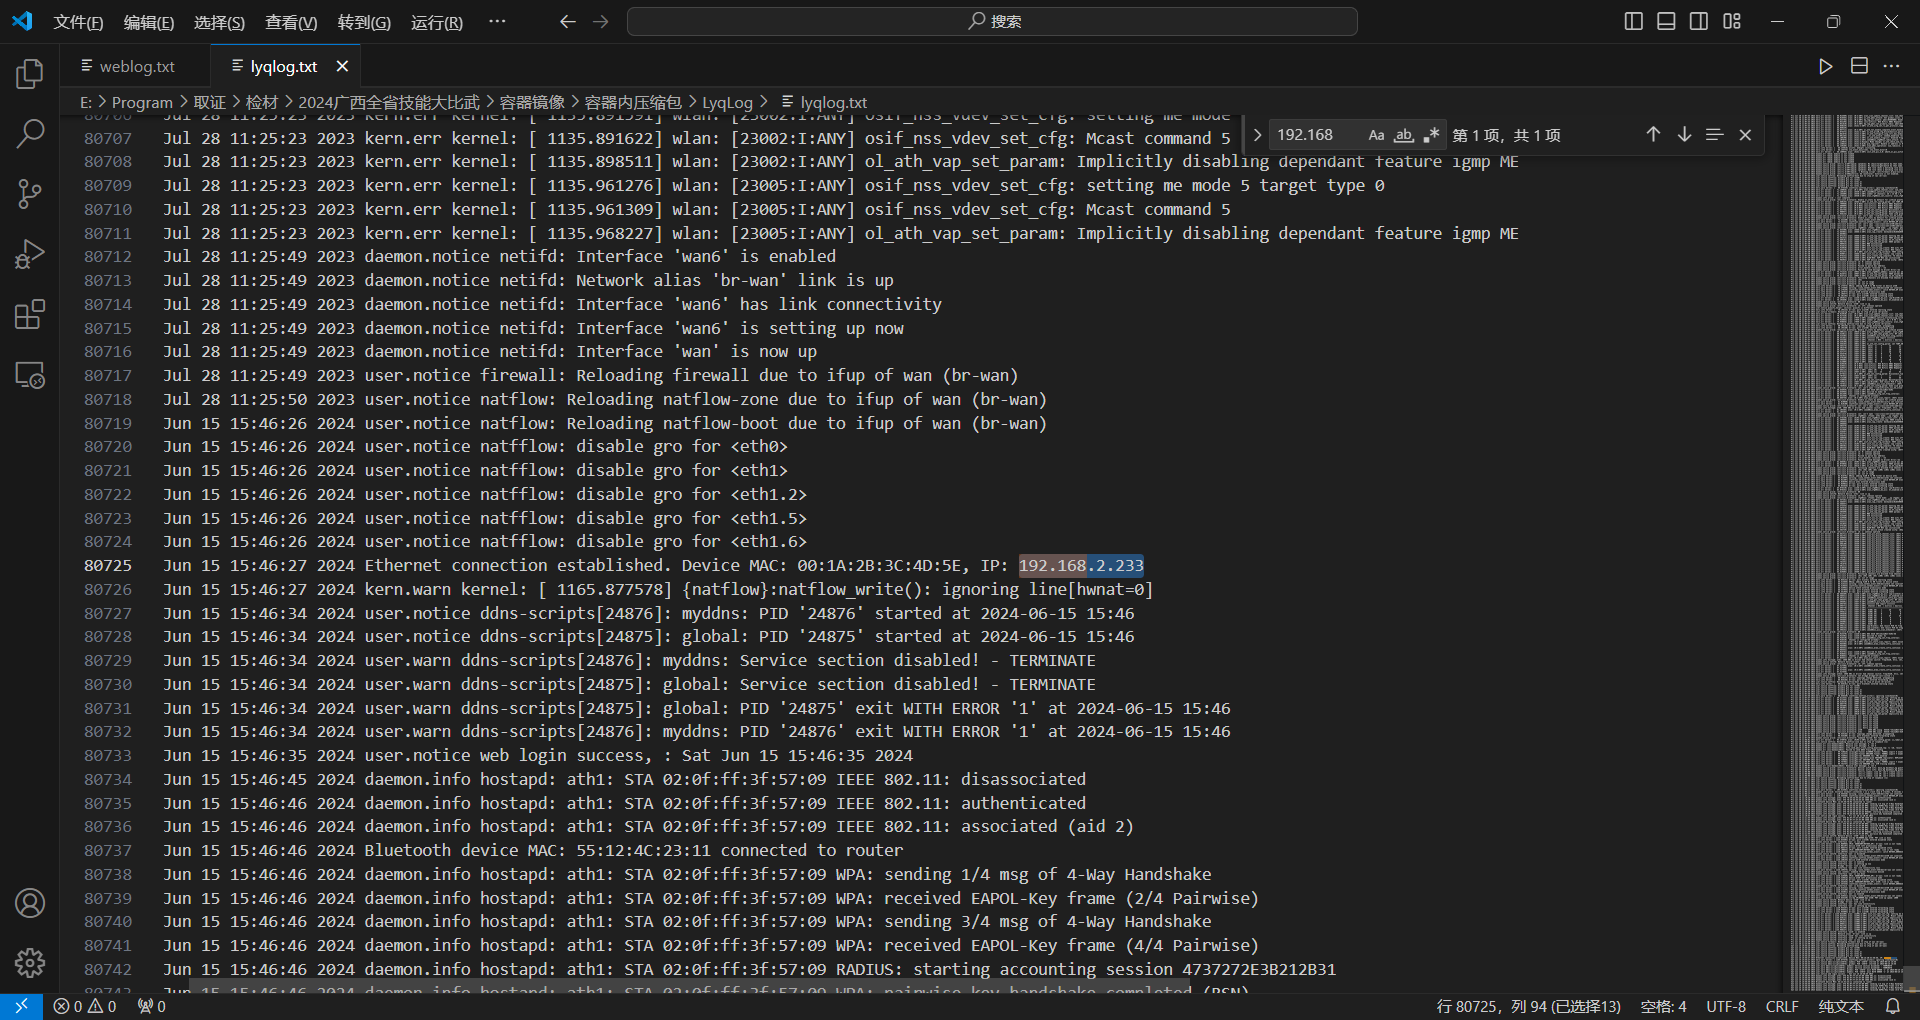 文件(F) 编辑(E) 选择(S) 查看(V) 转到(G) 运行(R) ··· 搜索
weblog.txt lyqlog.txt
E: > Program > 取证 > 检材 > 2024广西全省技能大比武 > 容器镜像 > 容器内压缩包 > LyqLog > lyqlog.txt
192.168 Aa ab .* 第 1 项，共 1 项
80706 Jul 28 11:25:23 2023 kern.err kernel: [ 1135.891591] wlan: [23002:I:ANY] osif_nss_vdev_set_cfg: setting me mode
80707 Jul 28 11:25:23 2023 kern.err kernel: [ 1135.891622] wlan: [23002:I:ANY] osif_nss_vdev_set_cfg: Mcast command 5
80708 Jul 28 11:25:23 2023 kern.err kernel: [ 1135.898511] wlan: [23002:I:ANY] ol_ath_vap_set_param: Implicitly disabling dependant feature igmp ME
80709 Jul 28 11:25:23 2023 kern.err kernel: [ 1135.961276] wlan: [23005:I:ANY] osif_nss_vdev_set_cfg: setting me mode 5 target type 0
80710 Jul 28 11:25:23 2023 kern.err kernel: [ 1135.961309] wlan: [23005:I:ANY] osif_nss_vdev_set_cfg: Mcast command 5
80711 Jul 28 11:25:23 2023 kern.err kernel: [ 1135.968227] wlan: [23005:I:ANY] ol_ath_vap_set_param: Implicitly disabling dependant feature igmp ME
80712 Jul 28 11:25:49 2023 daemon.notice netifd: Interface 'wan6' is enabled
80713 Jul 28 11:25:49 2023 daemon.notice netifd: Network alias 'br-wan' link is up
80714 Jul 28 11:25:49 2023 daemon.notice netifd: Interface 'wan6' has link connectivity
80715 Jul 28 11:25:49 2023 daemon.notice netifd: Interface 'wan6' is setting up now
80716 Jul 28 11:25:49 2023 daemon.notice netifd: Interface 'wan' is now up
80717 Jul 28 11:25:49 2023 user.notice firewall: Reloading firewall due to ifup of wan (br-wan)
80718 Jul 28 11:25:50 2023 user.notice natflow: Reloading natflow-zone due to ifup of wan (br-wan)
80719 Jun 15 15:46:26 2024 user.notice natflow: Reloading natflow-boot due to ifup of wan (br-wan)
80720 Jun 15 15:46:26 2024 user.notice natfflow: disable gro for <eth0>
80721 Jun 15 15:46:26 2024 user.notice natfflow: disable gro for <eth1>
80722 Jun 15 15:46:26 2024 user.notice natfflow: disable gro for <eth1.2>
80723 Jun 15 15:46:26 2024 user.notice natfflow: disable gro for <eth1.5>
80724 Jun 15 15:46:26 2024 user.notice natfflow: disable gro for <eth1.6>
80725 Jun 15 15:46:27 2024 Ethernet connection established. Device MAC: 00:1A:2B:3C:4D:5E, IP: 192.168.2.233
80726 Jun 15 15:46:27 2024 kern.warn kernel: [ 1165.877578] {natflow}:natflow_write(): ignoring line[hwnat=0]
80727 Jun 15 15:46:34 2024 user.notice ddns-scripts[24876]: myddns: PID '24876' started at 2024-06-15 15:46
80728 Jun 15 15:46:34 2024 user.notice ddns-scripts[24875]: global: PID '24875' started at 2024-06-15 15:46
80729 Jun 15 15:46:34 2024 user.warn ddns-scripts[24876]: myddns: Service section disabled! - TERMINATE
80730 Jun 15 15:46:34 2024 user.warn ddns-scripts[24875]: global: Service section disabled! - TERMINATE
80731 Jun 15 15:46:34 2024 user.warn ddns-scripts[24875]: global: PID '24875' exit WITH ERROR '1' at 2024-06-15 15:46
80732 Jun 15 15:46:34 2024 user.warn ddns-scripts[24876]: myddns: PID '24876' exit WITH ERROR '1' at 2024-06-15 15:46
80733 Jun 15 15:46:35 2024 user.notice web login success, : Sat Jun 15 15:46:35 2024
80734 Jun 15 15:46:45 2024 daemon.info hostapd: ath1: STA 02:0f:ff:3f:57:09 IEEE 802.11: disassociated
80735 Jun 15 15:46:46 2024 daemon.info hostapd: ath1: STA 02:0f:ff:3f:57:09 IEEE 802.11: authenticated
80736 Jun 15 15:46:46 2024 daemon.info hostapd: ath1: STA 02:0f:ff:3f:57:09 IEEE 802.11: associated (aid 2)
80737 Jun 15 15:46:46 2024 Bluetooth device MAC: 55:12:4C:23:11 connected to router
80738 Jun 15 15:46:46 2024 daemon.info hostapd: ath1: STA 02:0f:ff:3f:57:09 WPA: sending 1/4 msg of 4-Way Handshake
80739 Jun 15 15:46:46 2024 daemon.info hostapd: ath1: STA 02:0f:ff:3f:57:09 WPA: received EAPOL-Key frame (2/4 Pairwise)
80740 Jun 15 15:46:46 2024 daemon.info hostapd: ath1: STA 02:0f:ff:3f:57:09 WPA: sending 3/4 msg of 4-Way Handshake
80741 Jun 15 15:46:46 2024 daemon.info hostapd: ath1: STA 02:0f:ff:3f:57:09 WPA: received EAPOL-Key frame (4/4 Pairwise)
80742 Jun 15 15:46:46 2024 daemon.info hostapd: ath1: STA 02:0f:ff:3f:57:09 RADIUS: starting accounting session 4737272E3B212B31
80743 Jun 15 15:46:46 2024 daemon.info hostapd: ath1: STA 02:0f:ff:3f:57:09 WPA: pairwise key handshake completed (RSN)
0 0 0 行 80725，列 94 (已选择13) 空格: 4 UTF-8 CRLF 纯文本